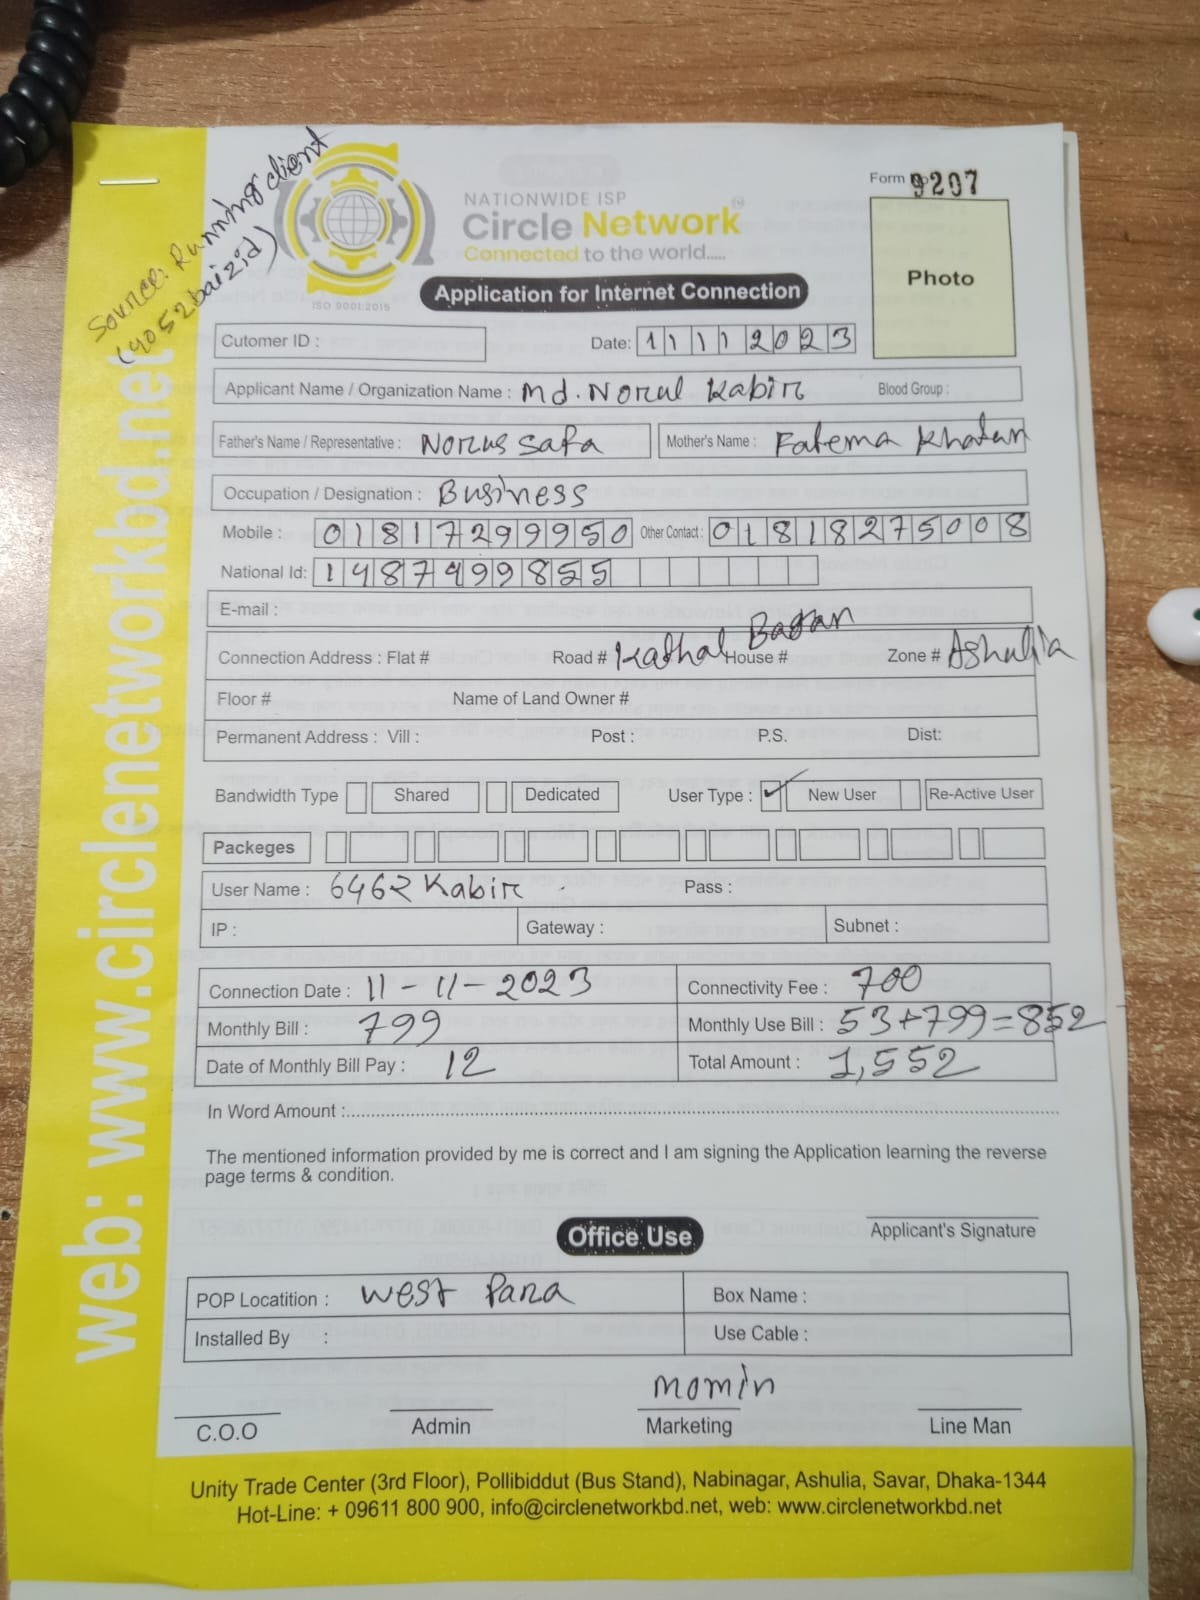 Source: Running client
(4052baizid)
NATIONWIDE ISP
Circle Network
Connected to the world.....
ISO 9001:2015
Form 9207
Photo
Application for Internet Connection
Cutomer ID : Date: 11112023
Applicant Name / Organization Name : Md. Norul Kabir Blood Group :
Father's Name / Representative : Norus Safa Mother's Name : Fatema Khatun
Occupation / Designation : Business
Mobile : 01817299950 Other Contact : 01818275008
National Id: 1487499855
E-mail :
Connection Address : Flat # Road # Kathal Bagan House # Zone # Ashulia
Floor # Name of Land Owner #
Permanent Address : Vill : Post : P.S. Dist:
Bandwidth Type Shared Dedicated User Type : New User Re-Active User
Packeges
User Name : 6462Kabir Pass :
IP : Gateway : Subnet :
Connection Date : 11-11-2023 Connectivity Fee : 700
Monthly Bill : 799 Monthly Use Bill : 53+799=852
Date of Monthly Bill Pay : 12 Total Amount : 1,552
In Word Amount :
The mentioned information provided by me is correct and I am signing the Application learning the reverse
page terms & condition.
Applicant's Signature
Office Use
POP Locatition : West Para Box Name :
Installed By : Use Cable :
Momin
C.O.O Admin Marketing Line Man
Unity Trade Center (3rd Floor), Pollibiddut (Bus Stand), Nabinagar, Ashulia, Savar, Dhaka-1344
Hot-Line: + 09611 800 900, info@circlenetworkbd.net, web: www.circlenetworkbd.net
web: www.circlenetworkbd.net